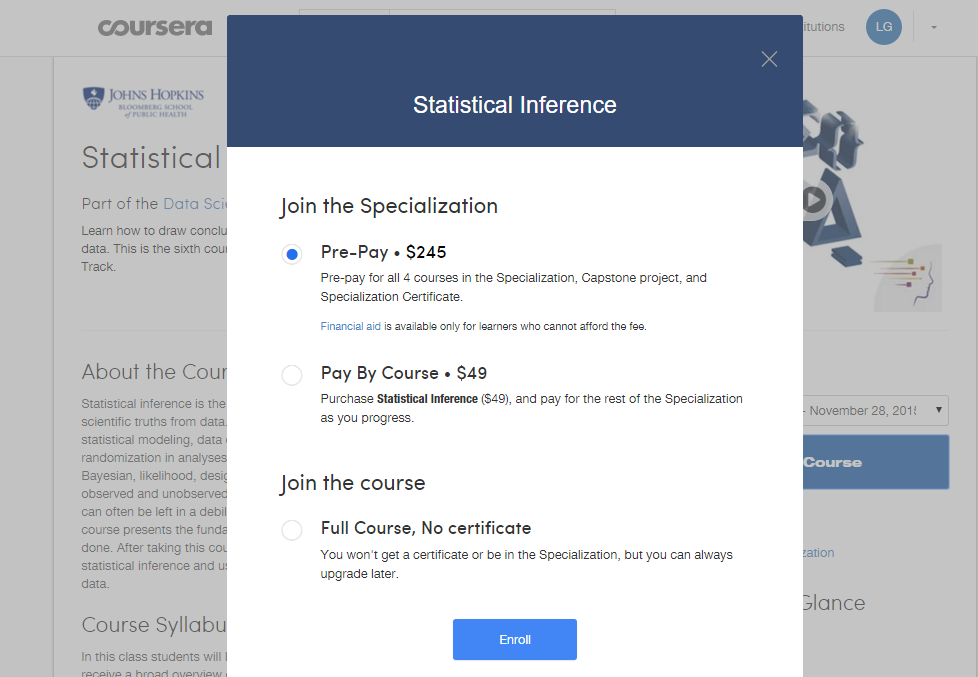 coursera
itutions
LG
JOHNS HOPKINS
BLOOMBERG SCHOOL
of PUBLIC HEALTH
Statistical
Part of the Data Scie
Learn how to draw conclu
data. This is the sixth cour
Track.
About the Cour
Statistical inference is the
scientific truths from data.
statistical modeling, data
randomization in analyses
Bayesian, likelihood, desig
observed and unobserved
can often be left in a debil
course presents the funda
done. After taking this cou
statistical inference and us
data.
Course Syllabu
In this class students will
receive a broad overview
Statistical Inference
Join the Specialization
Pre-Pay • $245
Pre-pay for all 4 courses in the Specialization, Capstone project, and
Specialization Certificate.
Financial aid is available only for learners who cannot afford the fee.
Pay By Course • $49
Purchase Statistical Inference ($49), and pay for the rest of the Specialization
as you progress.
Join the course
Full Course, No certificate
You won't get a certificate or be in the Specialization, but you can always
upgrade later.
Enroll
- November 28, 2015
Course
zation
Glance